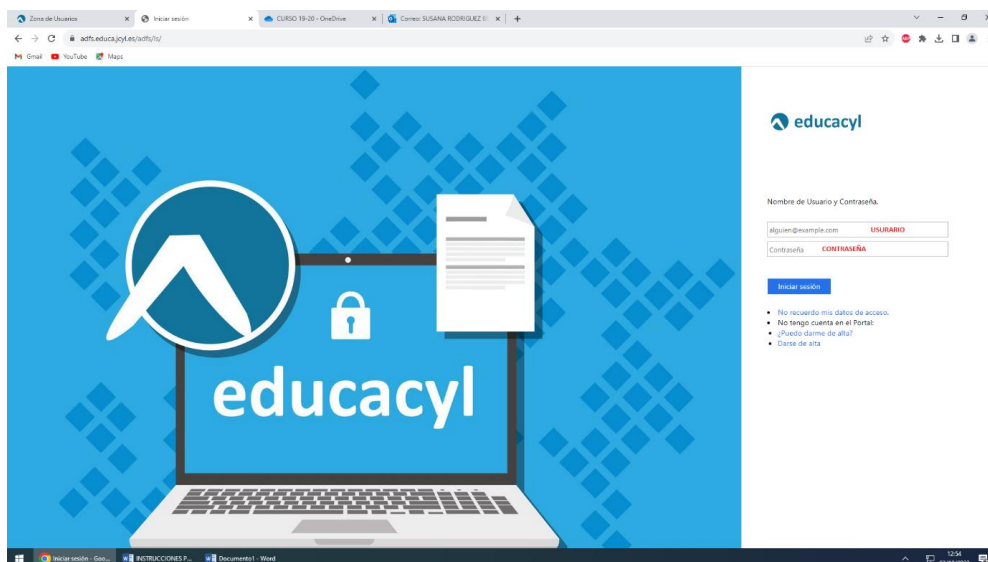 Zona de Usuarios
Iniciar sesión
CURSO 19-20 - OneDrive
Correo: SUSANA RODRIGUEZ
adfs.educa.jcyl.es/adfs/ls/
Gmail YouTube Maps
educacyl
Nombre de Usuario y Contraseña.
alguien@example.com USURARIO
Contraseña CONTRASEÑA
Iniciar sesión
No recuerdo mis datos de acceso.
No tengo cuenta en el Portal:
¿Puedo darme de alta?
Darse de alta
educacyl
Iniciar sesión - Goo...
INSTRUCCIONES P...
Documento1 - Word
12:54